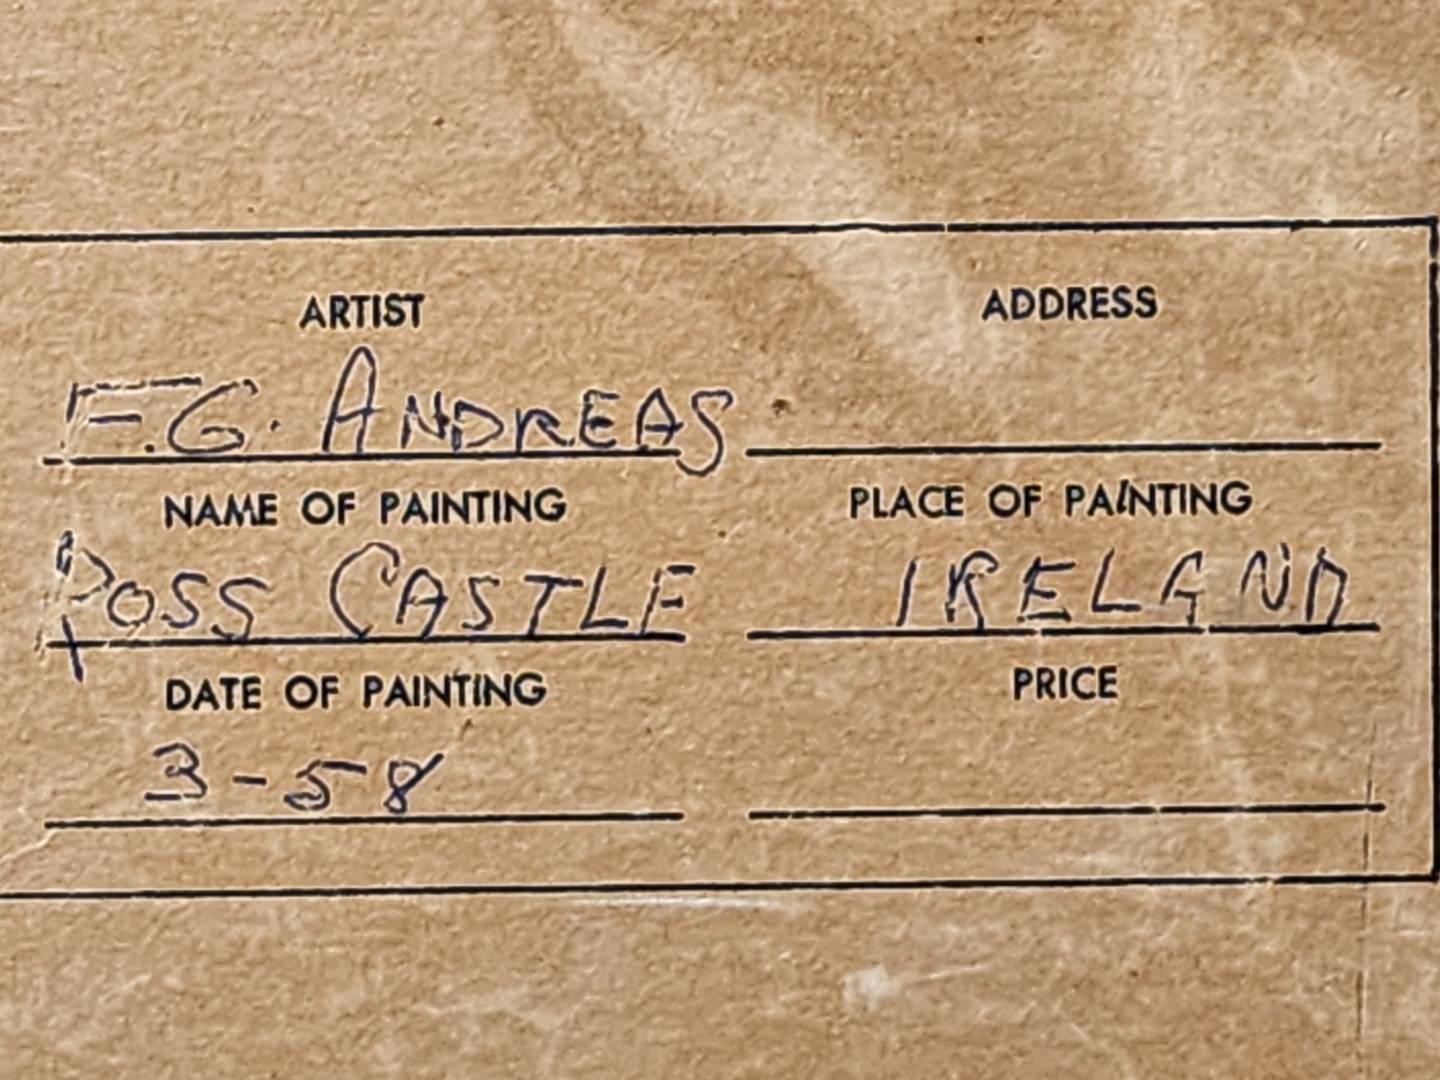 ARTIST ADDRESS
F.G. ANDREAS
NAME OF PAINTING PLACE OF PAINTING
ROSS CASTLE IRELAND
DATE OF PAINTING PRICE
3-58